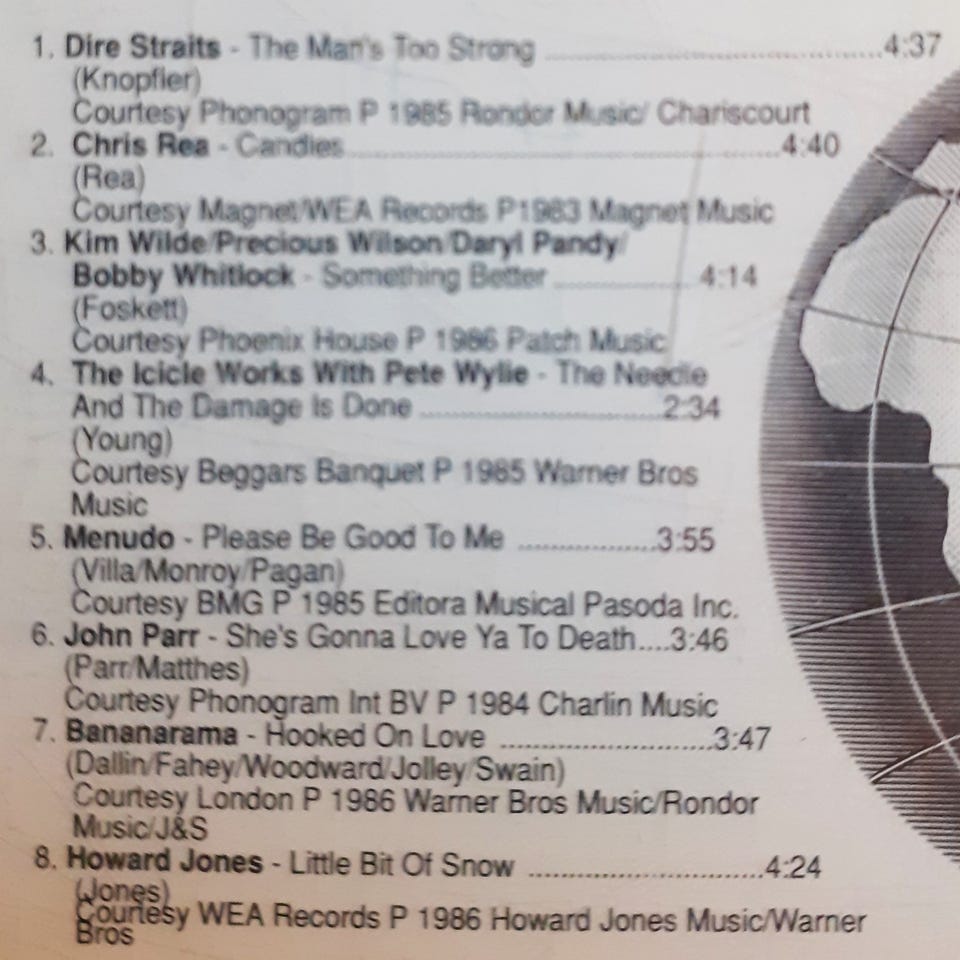 1. Dire Straits - The Man's Too Strong ........................................4:37
(Knopfler)
Courtesy Phonogram P 1985 Rondor Music/ Chariscourt
2. Chris Rea - Candles....................................................4:40
(Rea)
Courtesy Magnet/WEA Records P1983 Magnet Music
3. Kim Wilde/Precious Wilson/Daryl Pandy/
Bobby Whitlock - Something Better .................4:14
(Foskett)
Courtesy Phoenix House P 1986 Patch Music
4. The Icicle Works With Pete Wylie - The Needle
And The Damage Is Done .............................2:34
(Young)
Courtesy Beggars Banquet P 1985 Warner Bros
Music
5. Menudo - Please Be Good To Me .................3:55
(Villa/Monroy/Pagan)
Courtesy BMG P 1985 Editora Musical Pasoda Inc.
6. John Parr - She's Gonna Love Ya To Death....3:46
(Parr/Matthes)
Courtesy Phonogram Int BV P 1984 Charlin Music
7. Bananarama - Hooked On Love .........................3:47
(Dallin/Fahey/Woodward/Jolley/Swain)
Courtesy London P 1986 Warner Bros Music/Rondor
Music/J&S
8. Howard Jones - Little Bit Of Snow ............................4:24
(Jones)
Courtesy WEA Records P 1986 Howard Jones Music/Warner
Bros